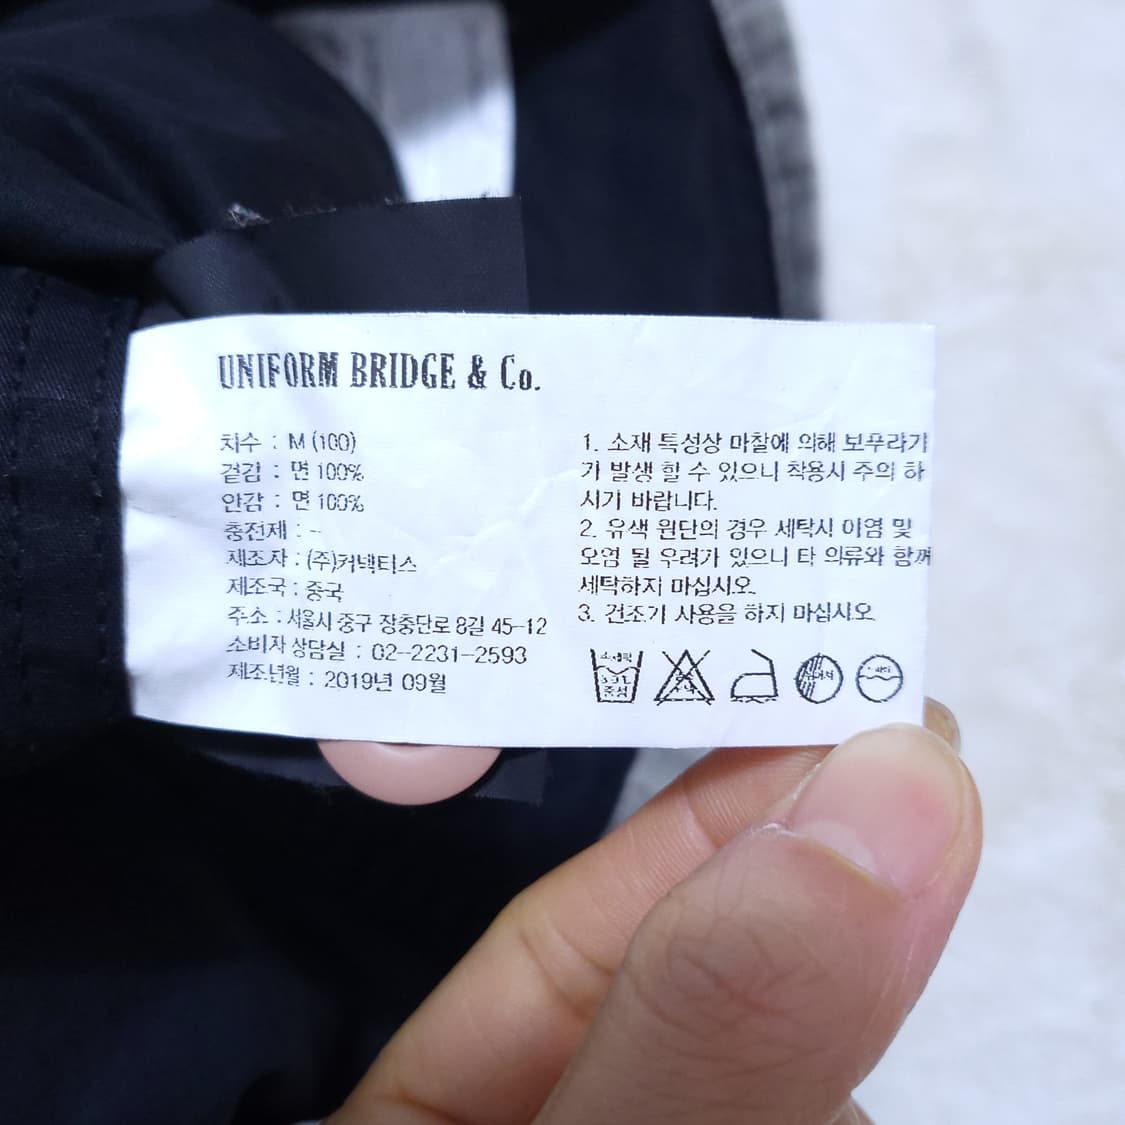 UNIFORM BRIDGE & Co.
치수 : M (100)
겉감 : 면 100%
안감 : 면 100%
충전제 : -
제조자 : (주)커넥터스
제조국 : 중국
주소 : 서울시 중구 장충단로 8길 45-12
소비자 상담실 : 02-2231-2593
제조년월 : 2019년 09월
1. 소재 특성상 마찰에 의해 보푸라기
가 발생 할 수 있으니 착용시 주의 하
시기 바랍니다.
2. 유색 원단의 경우 세탁시 이염 및
오염 될 우려가 있으니 타 의류와 함께
세탁하지 마십시오.
3. 건조기 사용을 하지 마십시오
중성